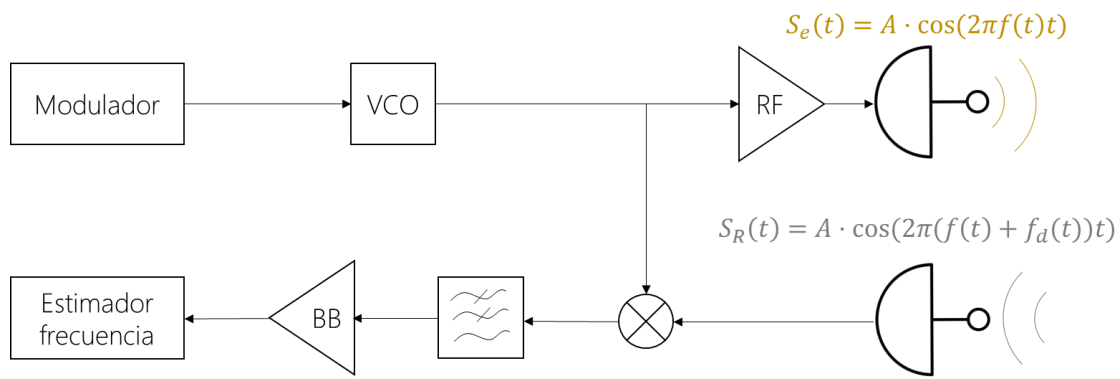 S_e(t) = A · cos(2πf(t)t)
Modulador
VCO
RF
S_R(t) = A · cos(2π(f(t) + f_d(t))t)
Estimador
frecuencia
BB